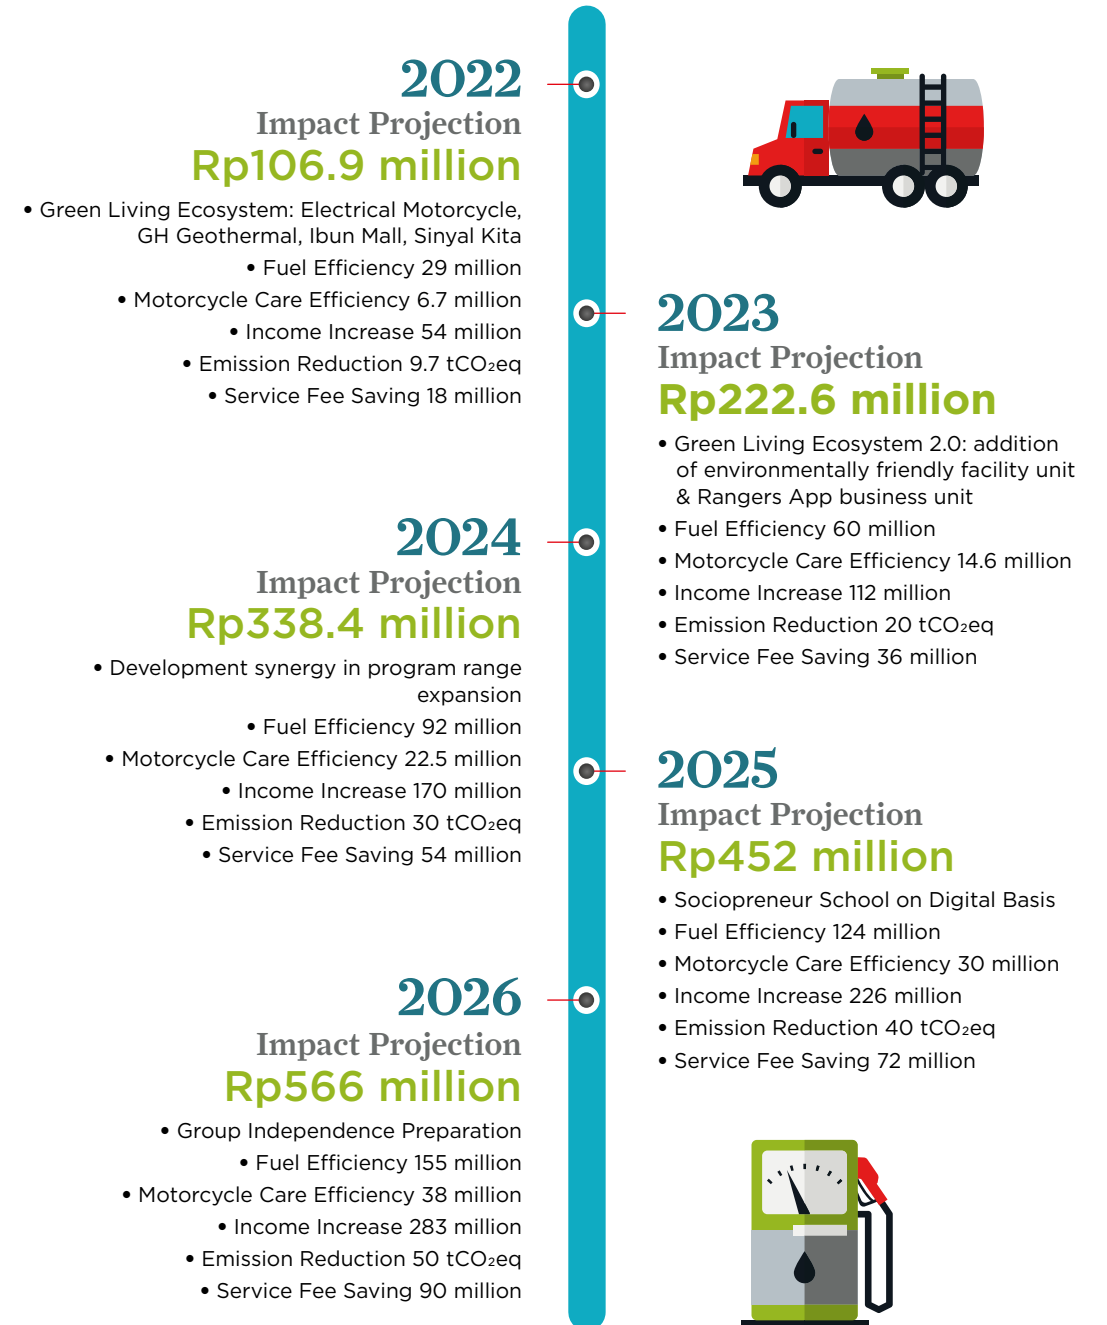 2022
Impact Projection
Rp106.9 million
• Green Living Ecosystem: Electrical Motorcycle,
GH Geothermal, Ibun Mall, Sinyal Kita
• Fuel Efficiency 29 million
• Motorcycle Care Efficiency 6.7 million
• Income Increase 54 million
• Emission Reduction 9.7 tCO₂eq
• Service Fee Saving 18 million
2023
Impact Projection
Rp222.6 million
• Green Living Ecosystem 2.0: addition
of environmentally friendly facility unit
& Rangers App business unit
• Fuel Efficiency 60 million
• Motorcycle Care Efficiency 14.6 million
• Income Increase 112 million
• Emission Reduction 20 tCO₂eq
• Service Fee Saving 36 million
2024
Impact Projection
Rp338.4 million
• Development synergy in program range
expansion
• Fuel Efficiency 92 million
• Motorcycle Care Efficiency 22.5 million
• Income Increase 170 million
• Emission Reduction 30 tCO₂eq
• Service Fee Saving 54 million
2025
Impact Projection
Rp452 million
• Sociopreneur School on Digital Basis
• Fuel Efficiency 124 million
• Motorcycle Care Efficiency 30 million
• Income Increase 226 million
• Emission Reduction 40 tCO₂eq
• Service Fee Saving 72 million
2026
Impact Projection
Rp566 million
• Group Independence Preparation
• Fuel Efficiency 155 million
• Motorcycle Care Efficiency 38 million
• Income Increase 283 million
• Emission Reduction 50 tCO₂eq
• Service Fee Saving 90 million